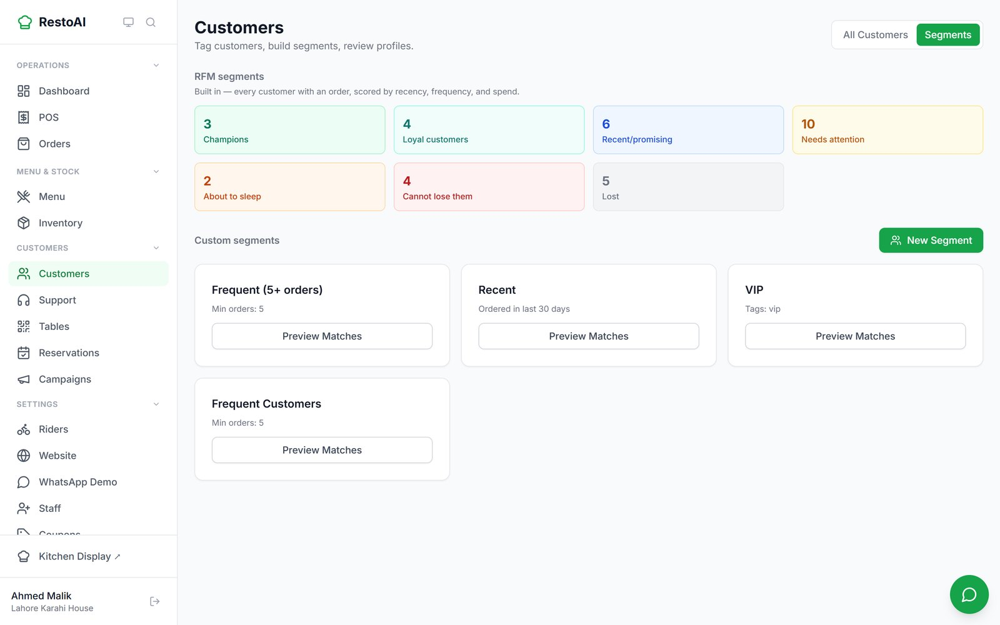 RestoAI
OPERATIONS
Dashboard
POS
Orders
MENU & STOCK
Menu
Inventory
CUSTOMERS
Customers
Support
Tables
Reservations
Campaigns
SETTINGS
Riders
Website
WhatsApp Demo
Staff
Coupons
Kitchen Display ↗
Ahmed Malik
Lahore Karahi House
Customers
Tag customers, build segments, review profiles.
All Customers
Segments
RFM segments
Built in — every customer with an order, scored by recency, frequency, and spend.
3
Champions
4
Loyal customers
6
Recent/promising
10
Needs attention
2
About to sleep
4
Cannot lose them
5
Lost
Custom segments
New Segment
Frequent (5+ orders)
Min orders: 5
Preview Matches
Recent
Ordered in last 30 days
Preview Matches
VIP
Tags: vip
Preview Matches
Frequent Customers
Min orders: 5
Preview Matches